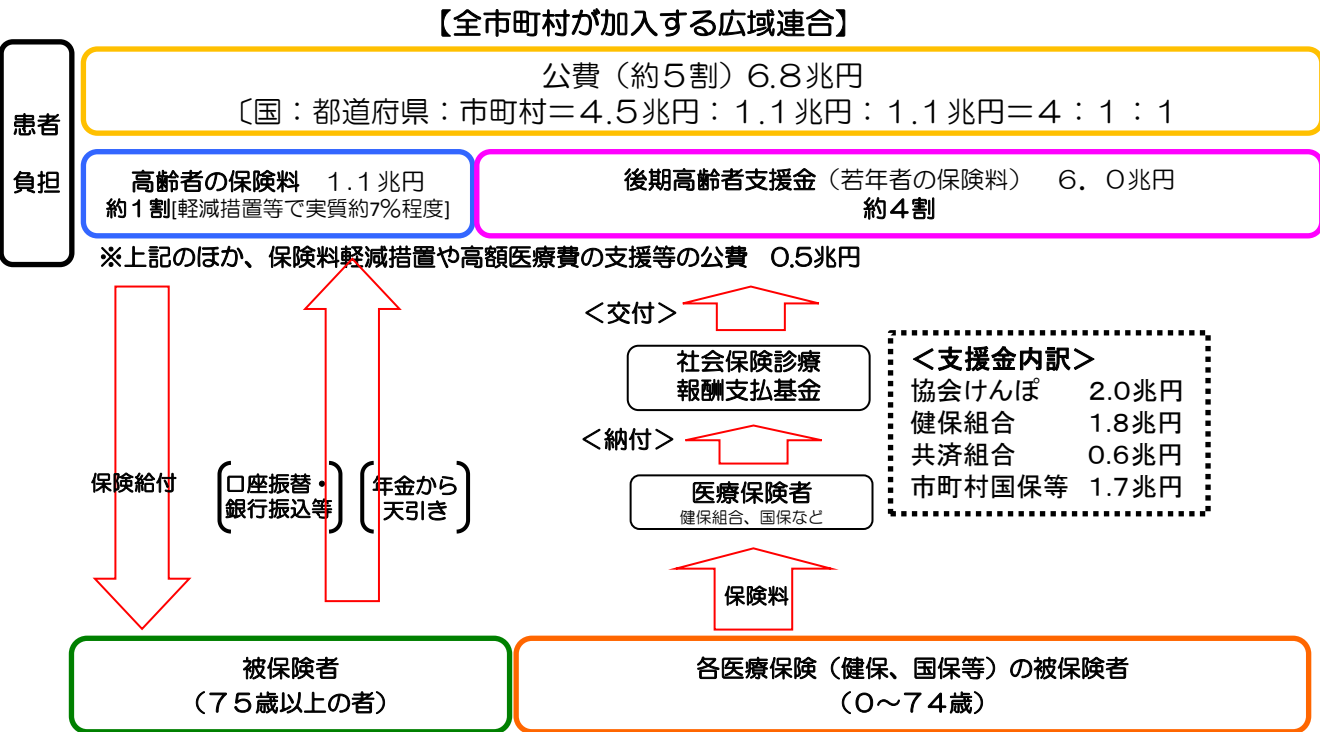 【全市町村が加入する広域連合】
患者
負担
公費（約５割）６.８兆円
〔国：都道府県：市町村＝４.５兆円：１.１兆円：１.１兆円＝４：１：１
高齢者の保険料　１.１兆円
約１割[軽減措置等で実質約7％程度]
後期高齢者支援金（若年者の保険料）　６．０兆円
約４割
※上記のほか、保険料軽減措置や高額医療費の支援等の公費　0.5兆円
＜交付＞
社会保険診療
報酬支払基金
＜納付＞
医療保険者
健保組合、国保など
保険料
＜支援金内訳＞
協会けんぽ　2.0兆円
健保組合　1.8兆円
共済組合　0.6兆円
市町村国保等　1.7兆円
保険給付
口座振替・
銀行振込等
年金から
天引き
被保険者
（７５歳以上の者）
各医療保険（健保、国保等）の被保険者
（０～７４歳）